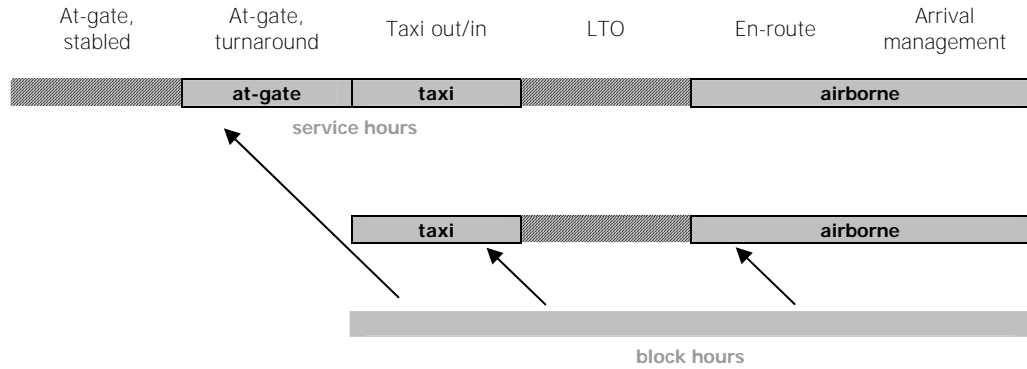 At-gate, stabled
At-gate, turnaround
Taxi out/in
LTO
En-route
Arrival management
at-gate
taxi
airborne
service hours
taxi
airborne
block hours